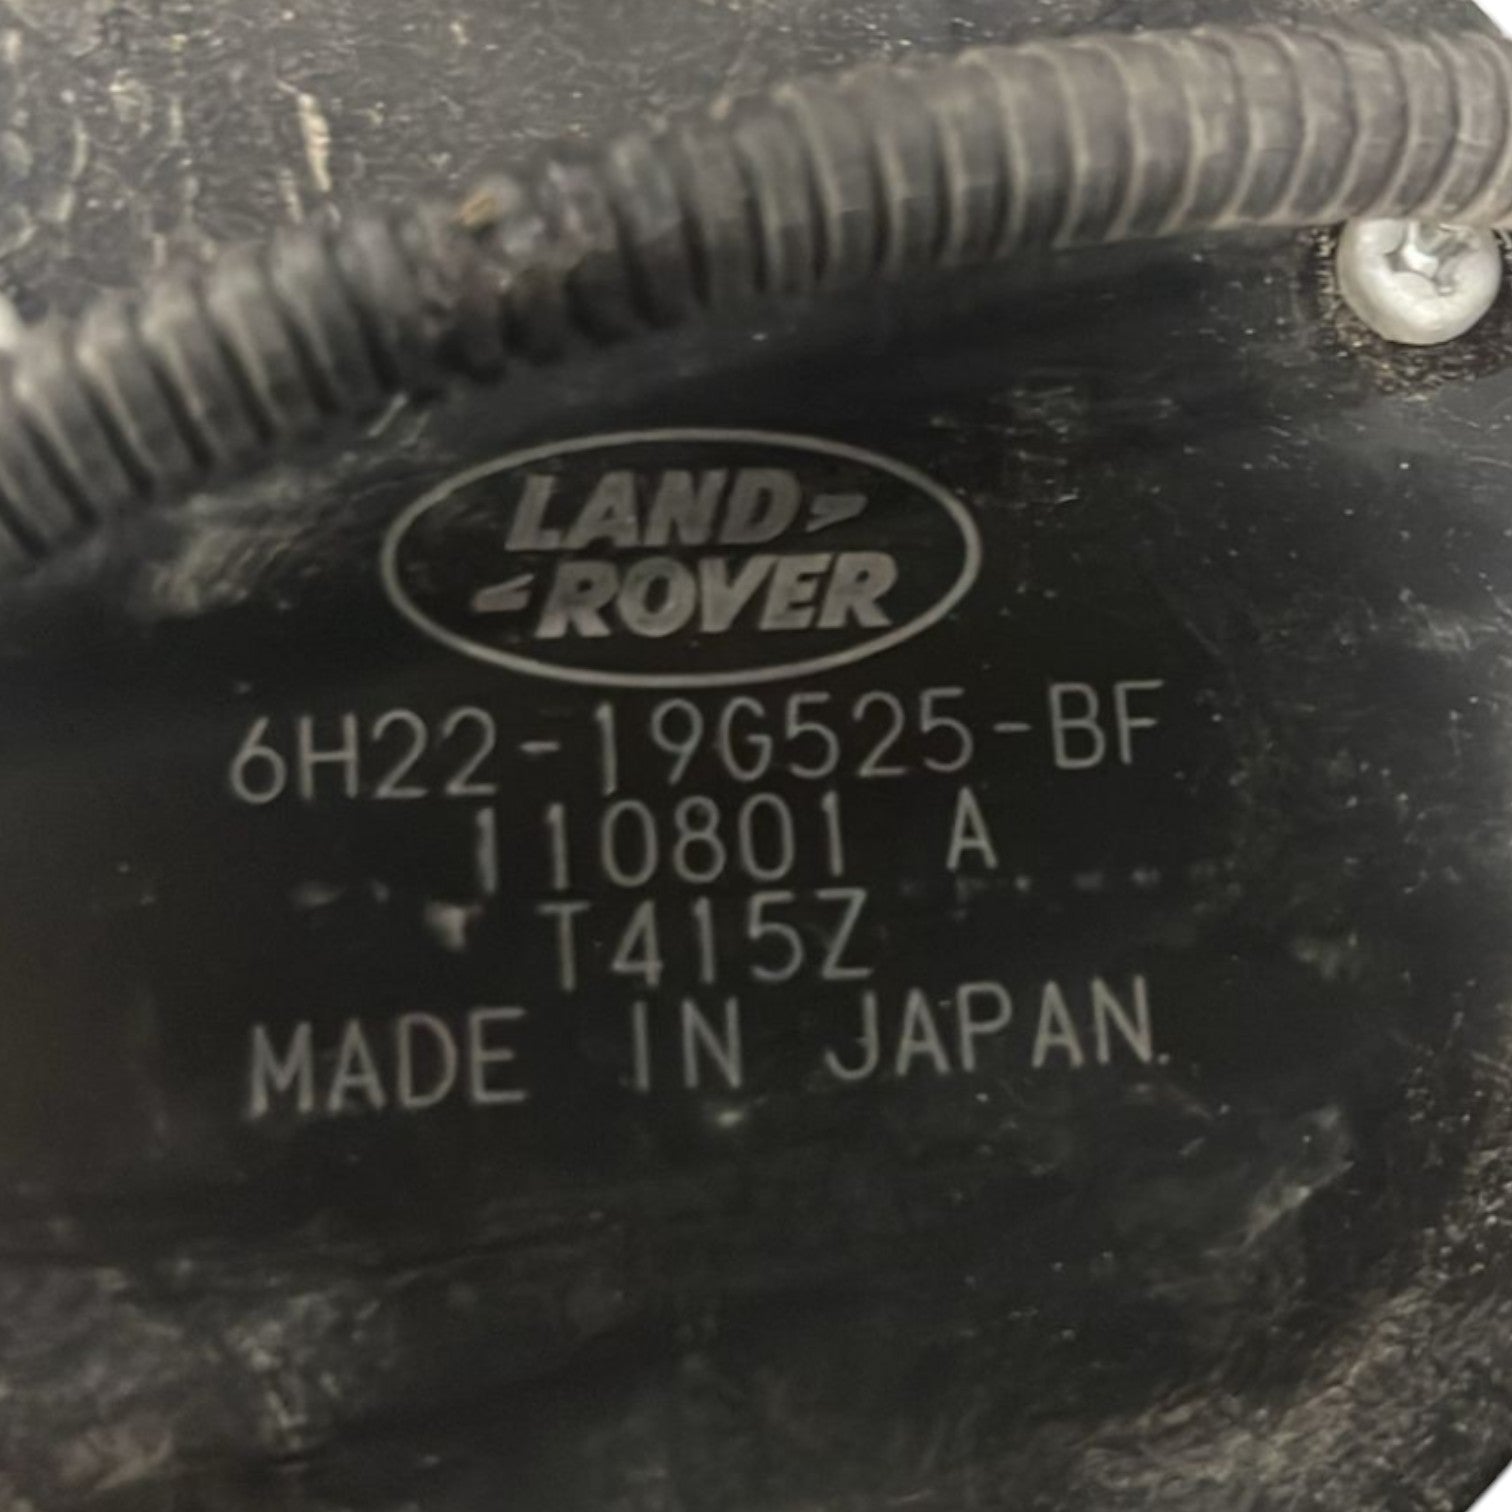 LAND
ROVER
6H22-19G525-BF
110801 A
T415Z
MADE IN JAPAN.